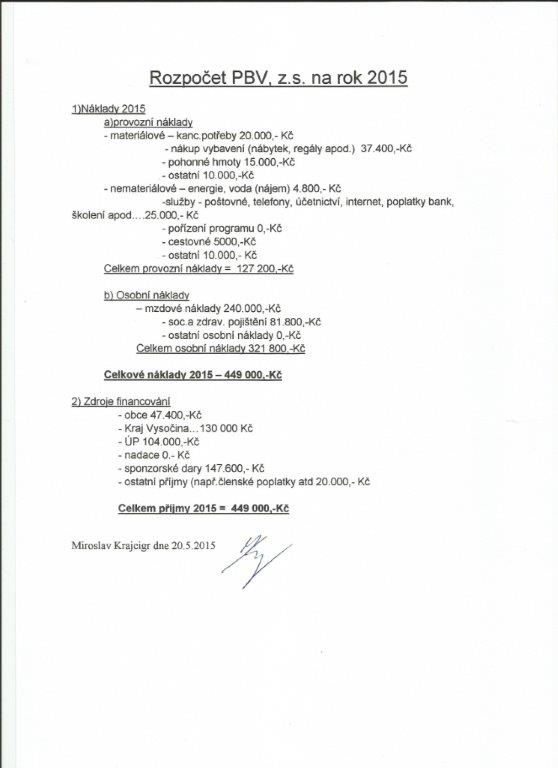 Rozpočet PBV, z.s. na rok 2015
1)Náklady 2015
a)provozní náklady
- materiálové – kanc.potřeby 20.000,- Kč
- nákup vybavení (nábytek, regály apod.) 37.400,-Kč
- pohonné hmoty 15.000,-Kč
- ostatní 10.000,-Kč
- nemateriálové – energie, voda (nájem) 4.800,- Kč
-služby - poštovné, telefony, účetnictví, internet, poplatky bank,
školení apod....25.000,- Kč
- pořízení programu 0,-Kč
- cestovné 5000,-Kč
- ostatní 10.000,- Kč
Celkem provozní náklady = 127 200,-Kč
b) Osobní náklady
– mzdové náklady 240.000,-Kč
- soc.a zdrav. pojištění 81.800,-Kč
- ostatní osobní náklady 0,-Kč
Celkem osobní náklady 321 800,-Kč
Celkové náklady 2015 – 449 000,-Kč
2) Zdroje financování
- obce 47.400,-Kč
- Kraj Vysočina...130 000 Kč
- ÚP 104.000,-Kč
- nadace 0,- Kč
- sponzorské dary 147.600,- Kč
- ostatní příjmy (např.členské poplatky atd 20.000,- Kč
Celkem příjmy 2015 = 449 000,-Kč
Miroslav Krajcigr dne 20.5.2015